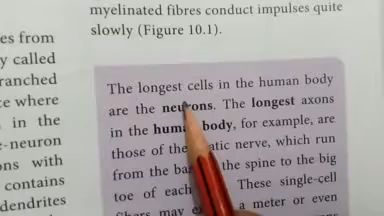 myelinated fibres conduct impulses quite
slowly (Figure 10.1).
es from
y called
ranched
e where
in the
e-neuron
ons with
contains
dendrites
The longest cells in the human body
are the neurons. The longest axons
in the human body, for example, are
those of the atic nerve, which run
from the ba the spine to the big
toe of each These single-cell
may a meter or even